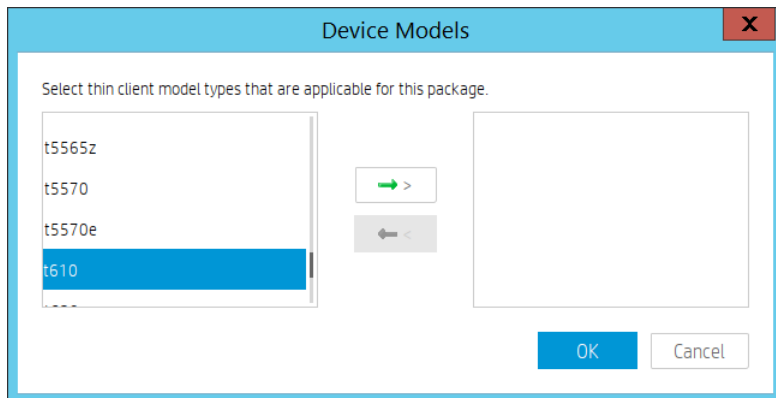 Device Models
X
Select thin client model types that are applicable for this package.
t5565z
t5570
t5570e
t610
>
<
OK
Cancel